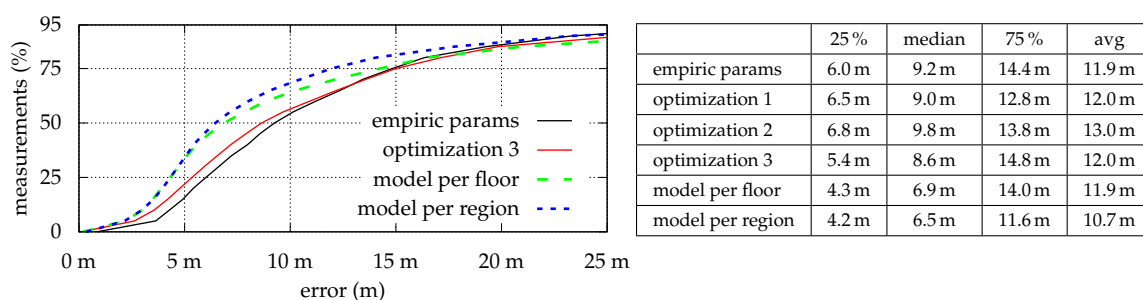 95
75
50
25
0
measurements (%)
empiric params
optimization 3
model per floor
model per region
0 m 5 m 10 m 15 m 20 m 25 m
error (m)
25 % median 75 % avg
empiric params 6.0 m 9.2 m 14.4 m 11.9 m
optimization 1 6.5 m 9.0 m 12.8 m 12.0 m
optimization 2 6.8 m 9.8 m 13.8 m 13.0 m
optimization 3 5.4 m 8.6 m 14.8 m 12.0 m
model per floor 4.3 m 6.9 m 14.0 m 11.9 m
model per region 4.2 m 6.5 m 11.6 m 10.7 m